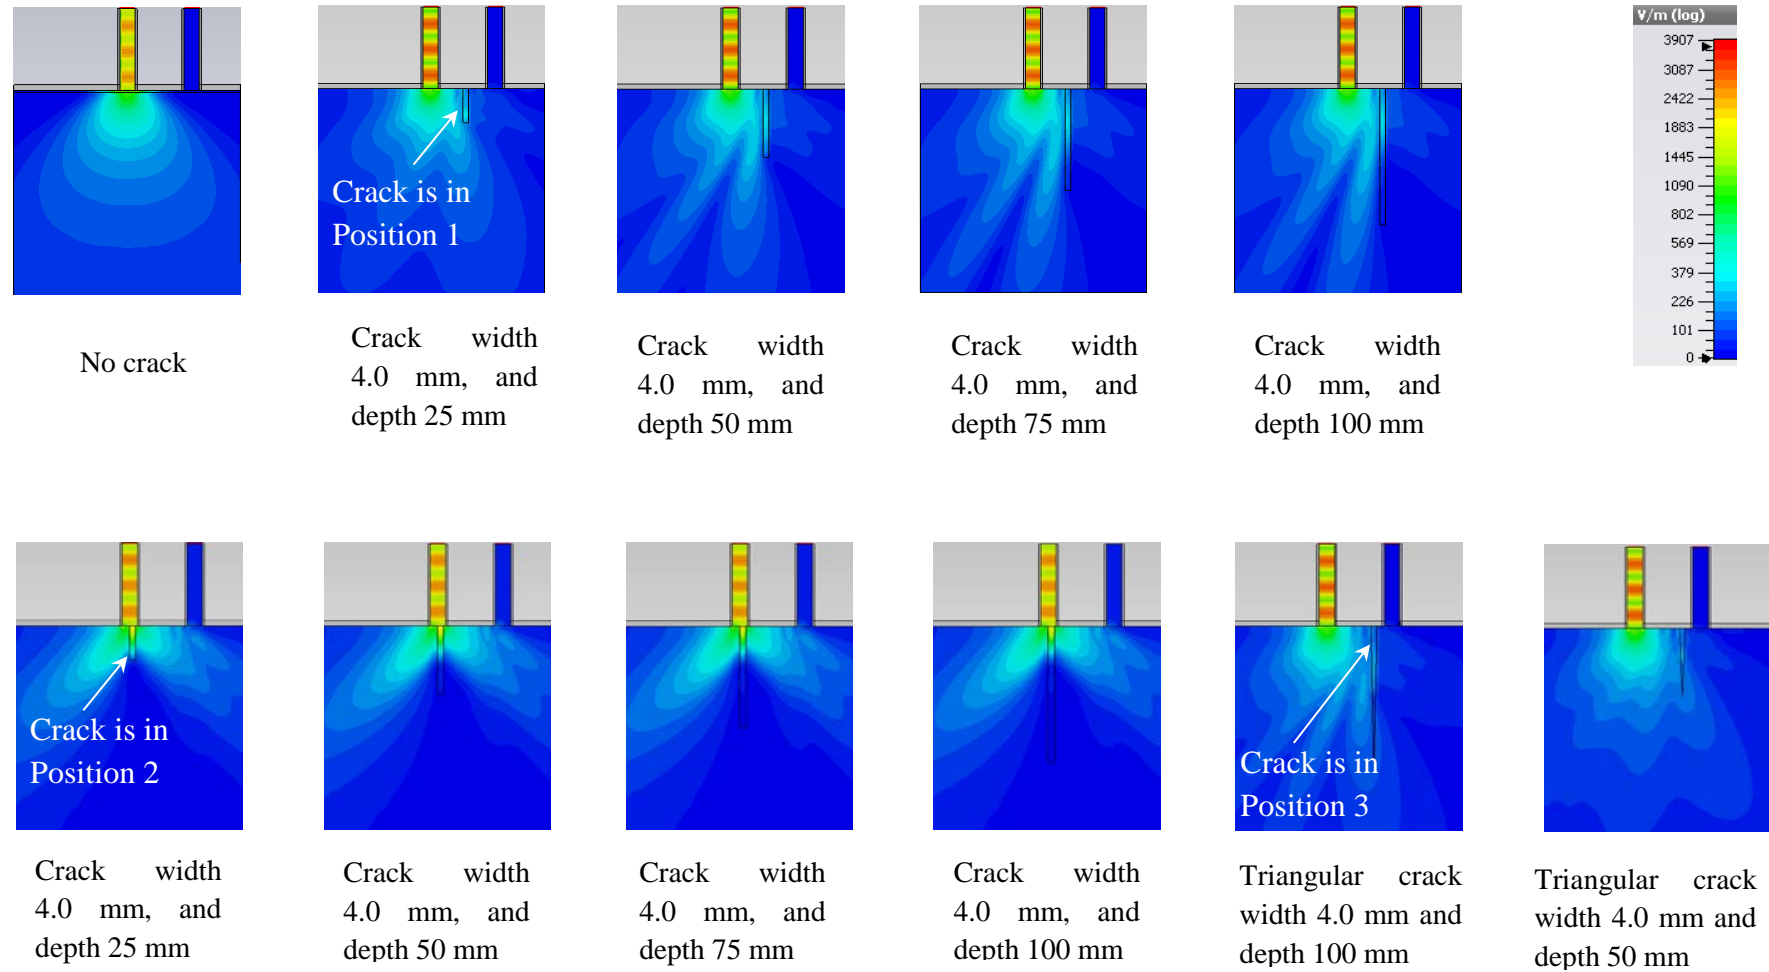 V/m (log)
3907
3087
2422
1883
1445
1090
802
569
379
226
101
0
Crack is in
Position 1
No crack
Crack width
4.0 mm, and
depth 25 mm
Crack width
4.0 mm, and
depth 50 mm
Crack width
4.0 mm, and
depth 75 mm
Crack width
4.0 mm, and
depth 100 mm
Crack is in
Position 2
Crack is in
Position 3
Crack width
4.0 mm, and
depth 25 mm
Crack width
4.0 mm, and
depth 50 mm
Crack width
4.0 mm, and
depth 75 mm
Crack width
4.0 mm, and
depth 100 mm
Triangular crack
width 4.0 mm and
depth 100 mm
Triangular crack
width 4.0 mm and
depth 50 mm